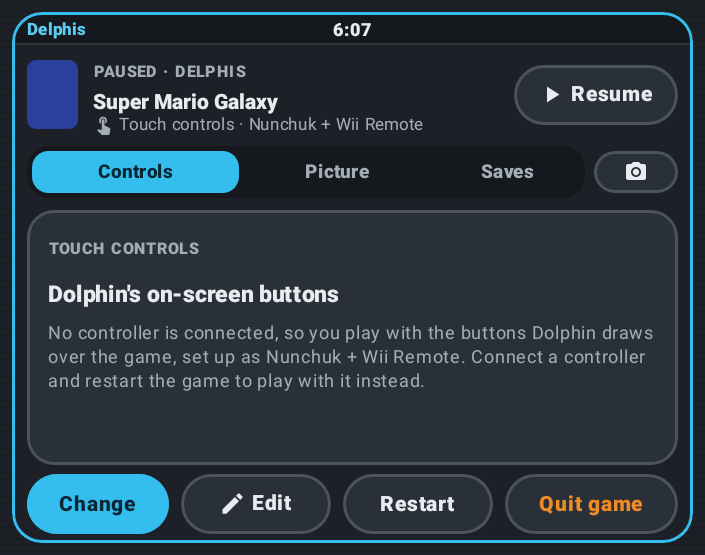 Delphis
6:07
PAUSED · DELPHIS
Super Mario Galaxy
Touch controls · Nunchuk + Wii Remote
Resume
Controls
Picture
Saves
TOUCH CONTROLS
Dolphin's on-screen buttons
No controller is connected, so you play with the buttons Dolphin draws
over the game, set up as Nunchuk + Wii Remote. Connect a controller
and restart the game to play with it instead.
Change
Edit
Restart
Quit game